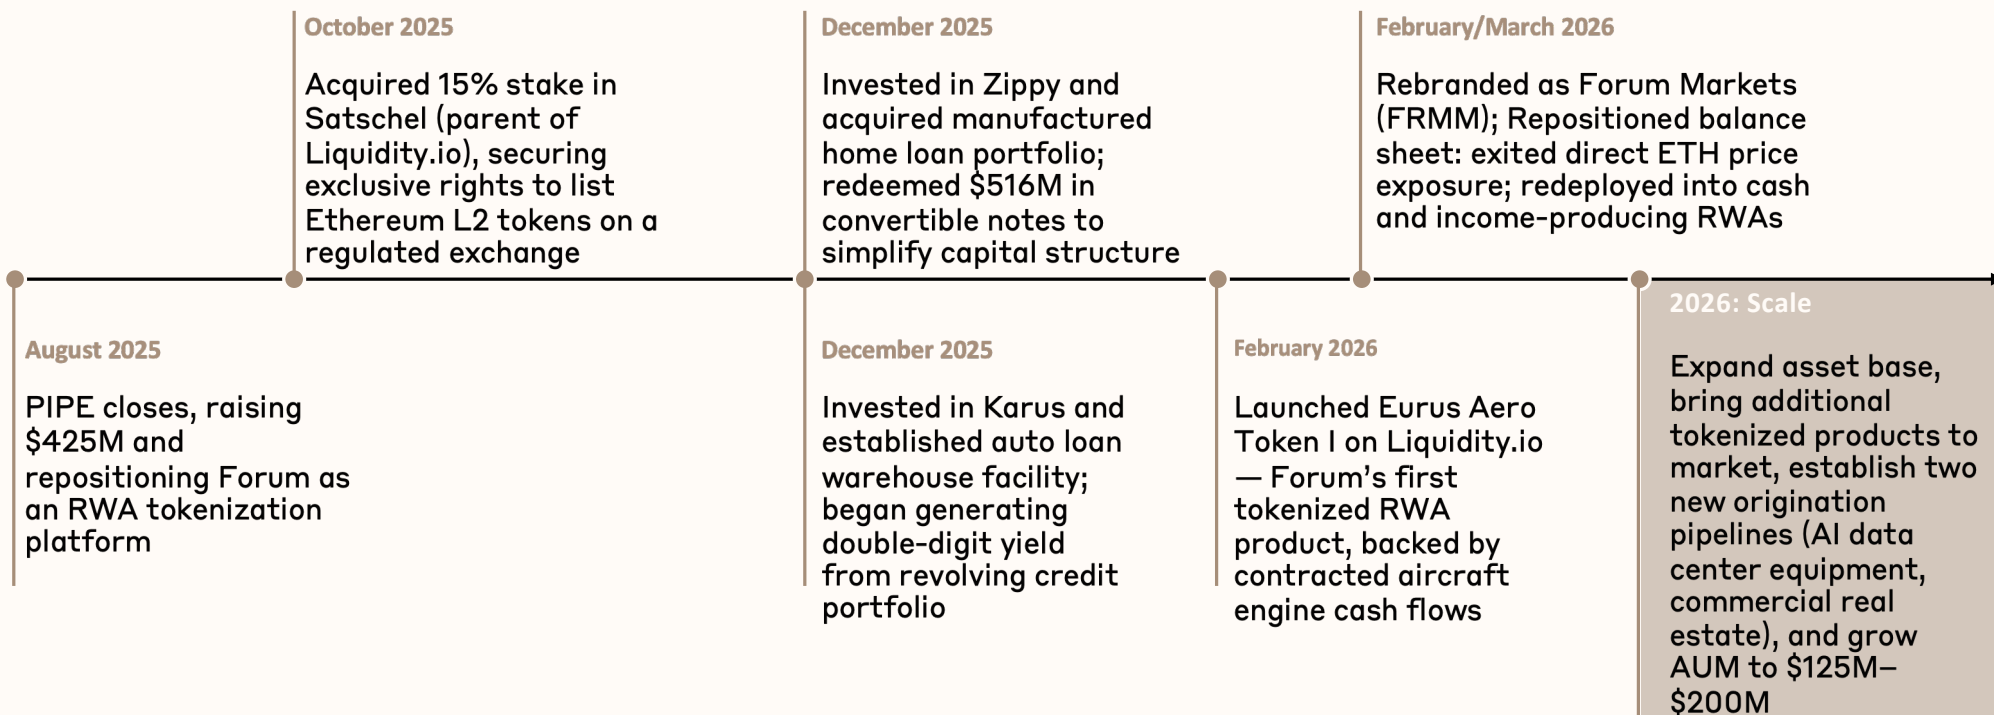 October 2025
Acquired 15% stake in
Satschel (parent of
Liquidity.io), securing
exclusive rights to list
Ethereum L2 tokens on a
regulated exchange
December 2025
Invested in Zippy and
acquired manufactured
home loan portfolio;
redeemed $516M in
convertible notes to
simplify capital structure
February/March 2026
Rebranded as Forum Markets
(FRMM); Repositioned balance
sheet: exited direct ETH price
exposure; redeployed into cash
and income-producing RWAs
August 2025
PIPE closes, raising
$425M and
repositioning Forum as
an RWA tokenization
platform
December 2025
Invested in Karus and
established auto loan
warehouse facility;
began generating
double-digit yield
from revolving credit
portfolio
February 2026
Launched Eurus Aero
Token I on Liquidity.io
— Forum’s first
tokenized RWA
product, backed by
contracted aircraft
engine cash flows
2026: Scale
Expand asset base,
bring additional
tokenized products to
market, establish two
new origination
pipelines (AI data
center equipment,
commercial real
estate), and grow
AUM to $125M–
$200M